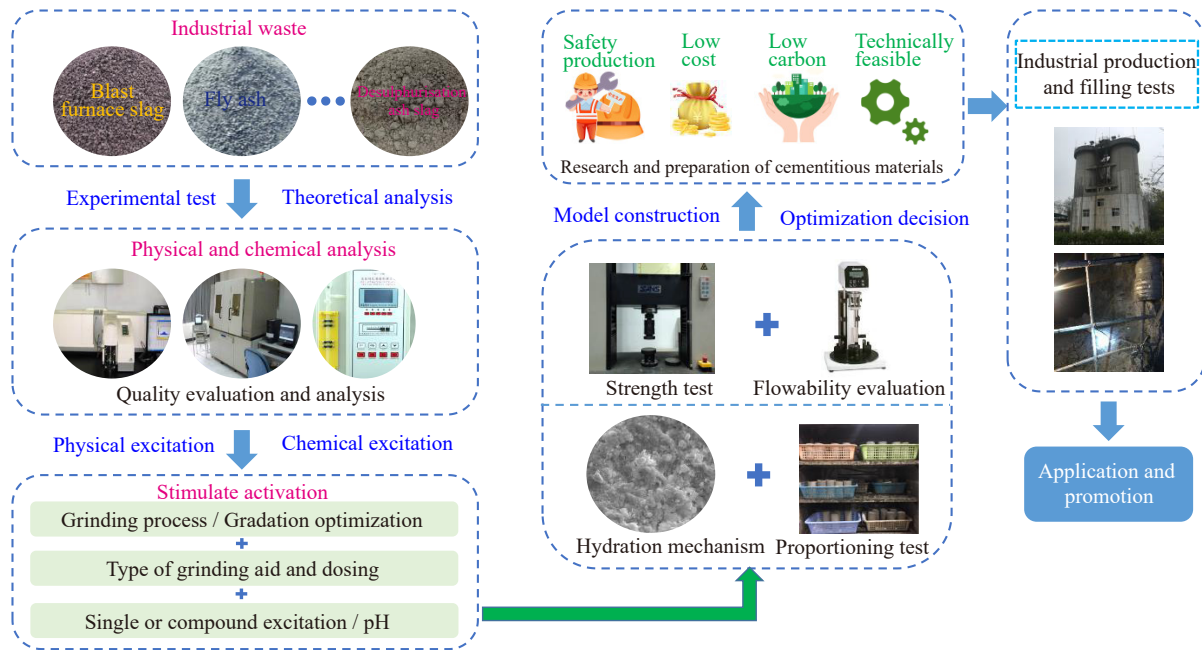 Industrial waste
Blast
furnace slag
Fly ash
Desulphurization
ash slag
Experimental test
Theoretical analysis
Physical and chemical analysis
Quality evaluation and analysis
Physical excitation
Chemical excitation
Stimulate activation
Grinding process / Gradation optimization
+
Type of grinding aid and dosing
+
Single or compound excitation / pH
Safety
production
Low
cost
Low
carbon
Technically
feasible
Research and preparation of cementitious materials
Model construction
Optimization decision
+
Strength test
Flowability evaluation
+
Hydration mechanism
Proportioning test
Industrial production
and filling tests
Application and
promotion